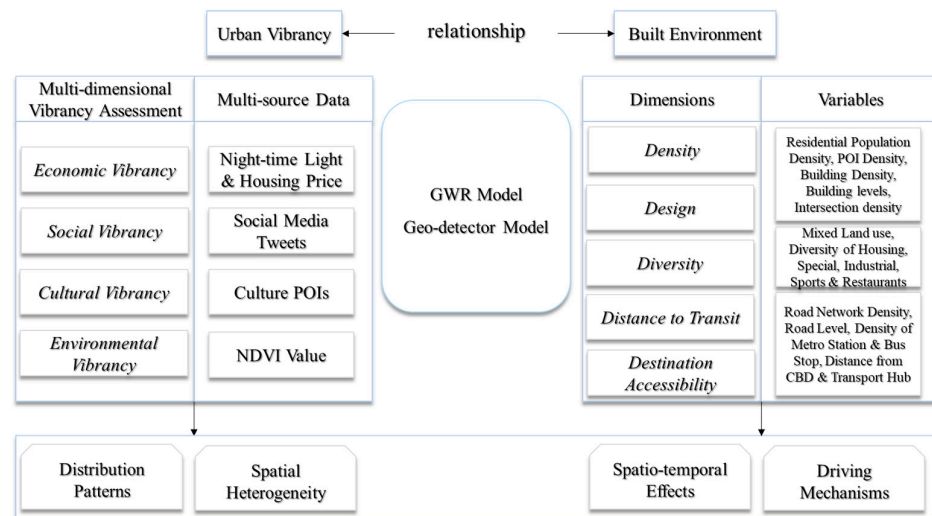 Urban Vibrancy
relationship
Built Environment
Multi-dimensional
Vibrancy Assessment
Multi-source Data
Economic Vibrancy
Night-time Light
& Housing Price
Social Vibrancy
Social Media
Tweets
Cultural Vibrancy
Culture POIs
Environmental
Vibrancy
NDVI Value
GWR Model
Geo-detector Model
Dimensions
Variables
Density
Design
Diversity
Distance to Transit
Destination
Accessibility
Residential Population
Density, POI Density,
Building Density,
Building levels,
Intersection density
Mixed Land use,
Diversity of Housing,
Special, Industrial,
Sports & Restaurants
Road Network Density,
Road Level, Density of
Metro Station & Bus
Stop, Distance from
CBD & Transport Hub
Distribution
Patterns
Spatial
Heterogeneity
Spatio-temporal
Effects
Driving
Mechanisms